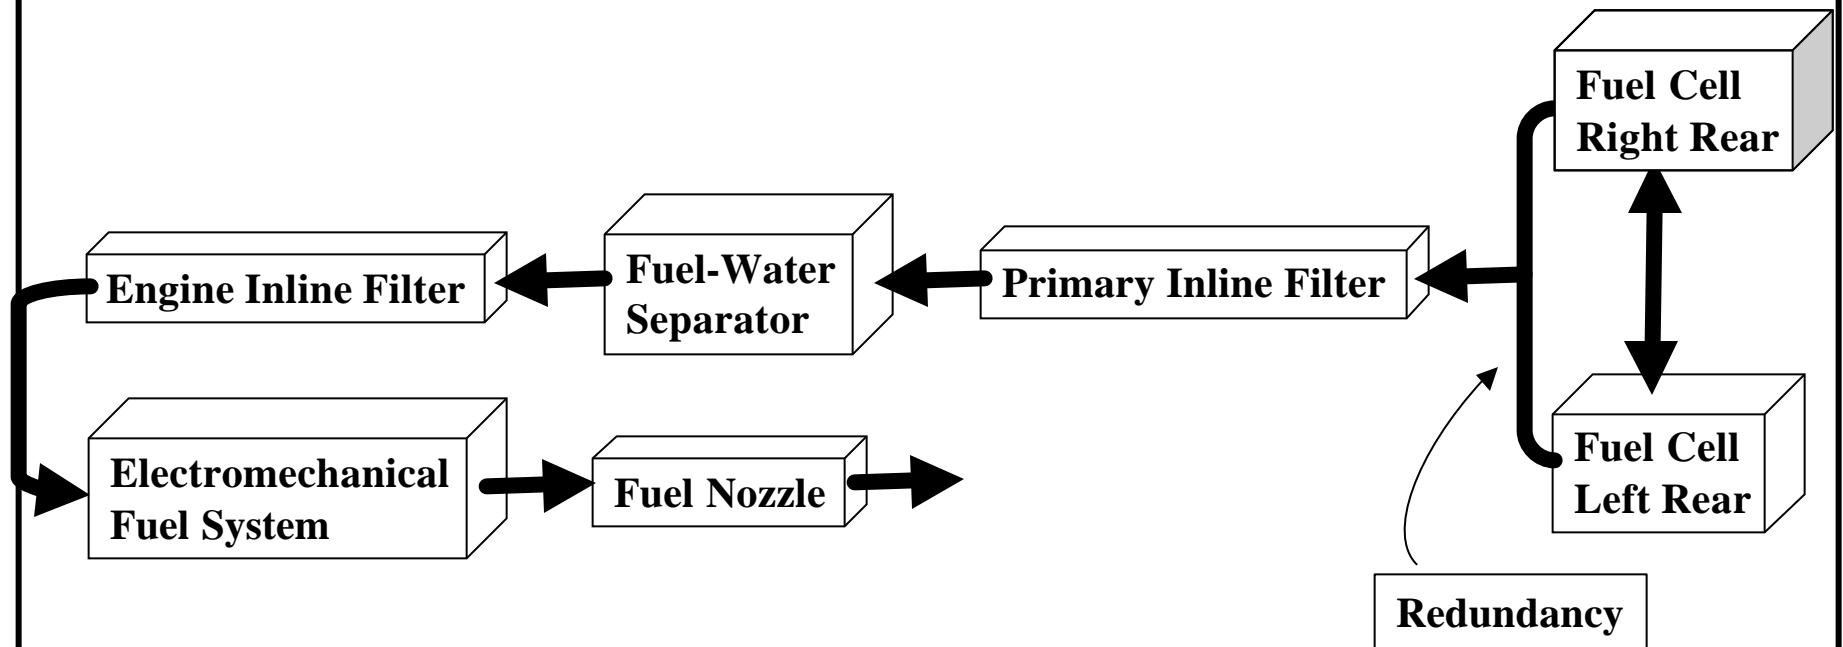 Fuel Cell
Right Rear
Engine Inline Filter
Fuel-Water
Separator
Primary Inline Filter
Electromechanical
Fuel System
Fuel Nozzle
Fuel Cell
Left Rear
Redundancy